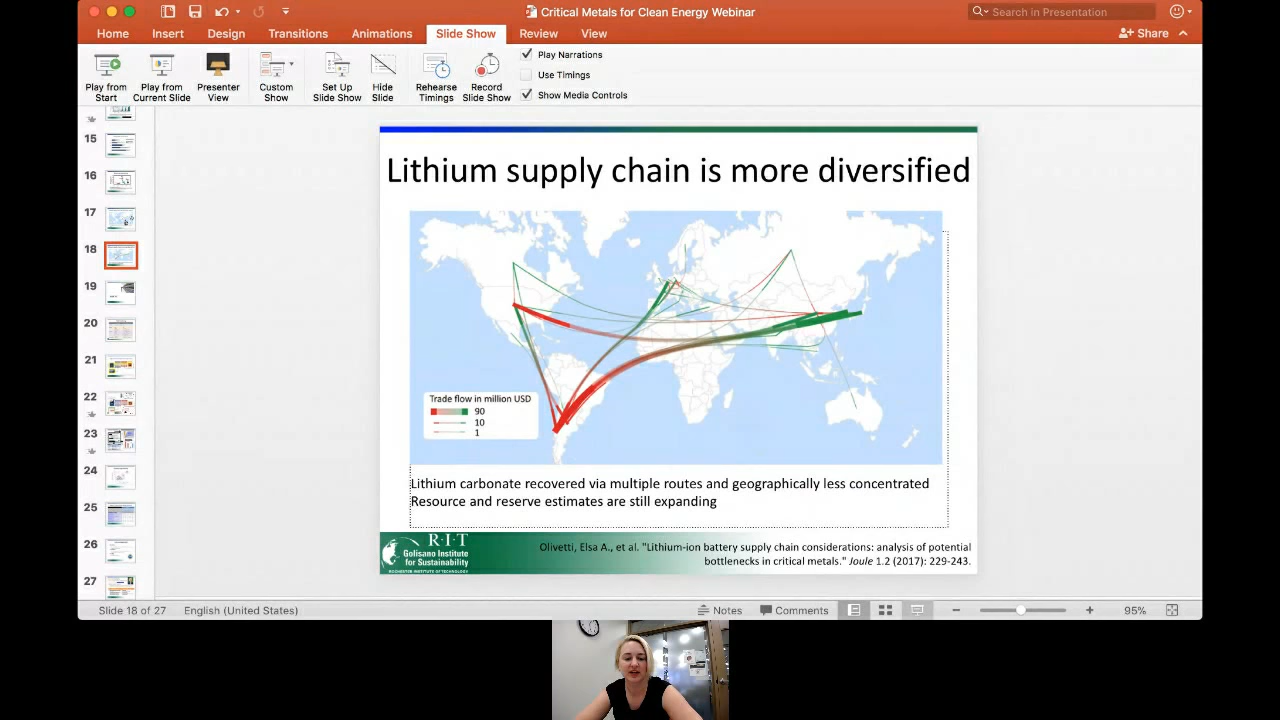 Critical Metals for Clean Energy Webinar
Search in Presentation
Home Insert Design Transitions Animations Slide Show Review View
Share
Play from Start
Play from Current Slide
Presenter View
Custom Show
Set Up Slide Show
Hide Slide
Rehearse Timings
Record Slide Show
Play Narrations
Use Timings
Show Media Controls
15
16
17
18
19
20
21
22
23
24
25
26
27
Lithium supply chain is more diversified
Trade flow in million USD
90
10
1
Lithium carbonate recovered via multiple routes and geographically less concentrated
Resource and reserve estimates are still expanding
R·I·T
Golisano Institute
for Sustainability
ROCHESTER INSTITUTE OF TECHNOLOGY
Olivetti, Elsa A., et al. "Lithium-ion battery supply chain considerations: analysis of potential
bottlenecks in critical metals." Joule 1.2 (2017): 229-243.
Slide 18 of 27 English (United States) Notes Comments 95%